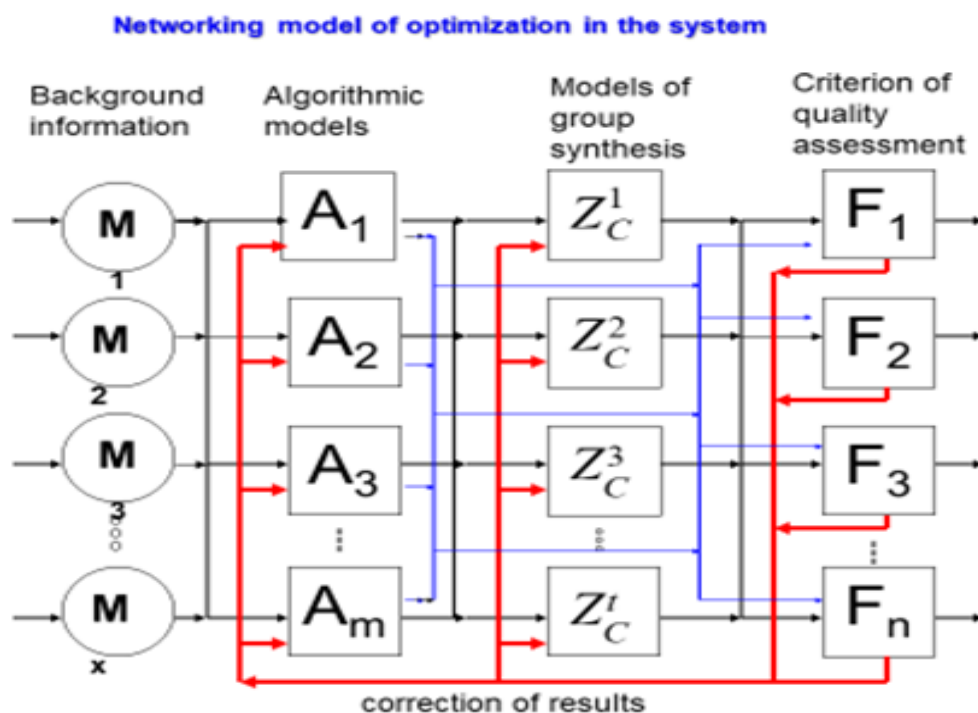 Networking model of optimization in the system
Background
information
Algorithmic
models
Models of
group
synthesis
Criterion of
quality
assessment
M
1
A1
Z_C^1
F1
M
2
A2
Z_C^2
F2
M
3
A3
Z_C^3
F3
M
x
Am
Z_C^t
Fn
correction of results